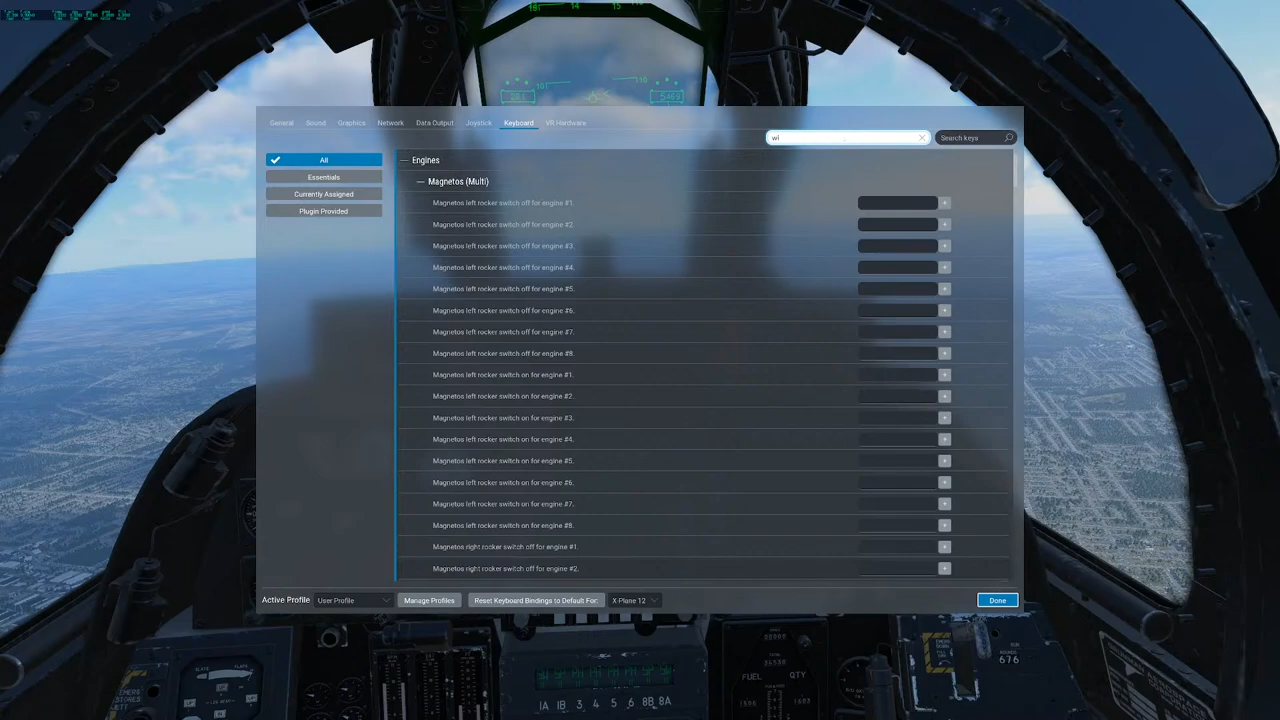 General Sound Graphics Network Data Output Joystick Keyboard VR Hardware
wi
Search keys
All
Essentials
Currently Assigned
Plugin Provided
Engines
Magnetos (Multi)
Magnetos left rocker switch off for engine #1.
Magnetos left rocker switch off for engine #2.
Magnetos left rocker switch off for engine #3.
Magnetos left rocker switch off for engine #4.
Magnetos left rocker switch off for engine #5.
Magnetos left rocker switch off for engine #6.
Magnetos left rocker switch off for engine #7.
Magnetos left rocker switch off for engine #8.
Magnetos left rocker switch on for engine #1.
Magnetos left rocker switch on for engine #2.
Magnetos left rocker switch on for engine #3.
Magnetos left rocker switch on for engine #4.
Magnetos left rocker switch on for engine #5.
Magnetos left rocker switch on for engine #6.
Magnetos left rocker switch on for engine #7.
Magnetos left rocker switch on for engine #8.
Magnetos right rocker switch off for engine #1.
Magnetos right rocker switch off for engine #2.
Active Profile User Profile Manage Profiles Reset Keyboard Bindings to Default For: X-Plane 12 Done
676
FUEL QTY
1A 1B 3 4 5 6 8B 8A